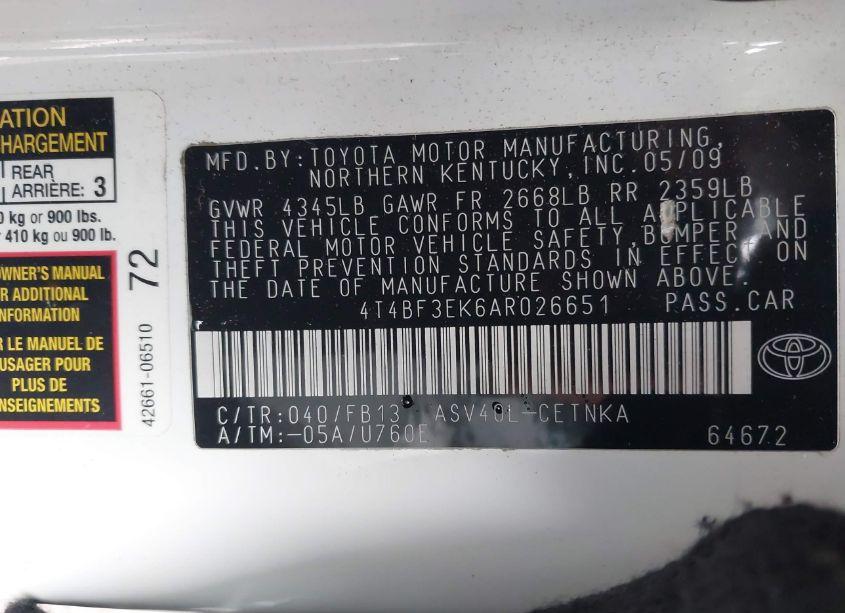 ATION
CHARGEMENT
REAR
ARRIÈRE: 3
0 kg or 900 lbs.
410 kg ou 900 lb.
72
OWNER'S MANUAL
R ADDITIONAL
NFORMATION
R LE MANUEL DE
USAGER POUR
PLUS DE
NSEIGNEMENTS
42661-06510
MFD.BY:TOYOTA MOTOR MANUFACTURING,
NORTHERN KENTUCKY,INC.05/09
GVWR 4345LB GAWR FR 2668LB RR 2359LB
THIS VEHICLE CONFORMS TO ALL APPLICABLE
FEDERAL MOTOR VEHICLE SAFETY,BUMPER AND
THEFT PREVENTION STANDARDS IN EFFECT ON
THE DATE OF MANUFACTURE SHOWN ABOVE.
4T4BF3EK6AR026651 PASS.CAR
C/TR:040/FB13 ASV40L-CETNKA
A/TM:-05A/U760E 64672